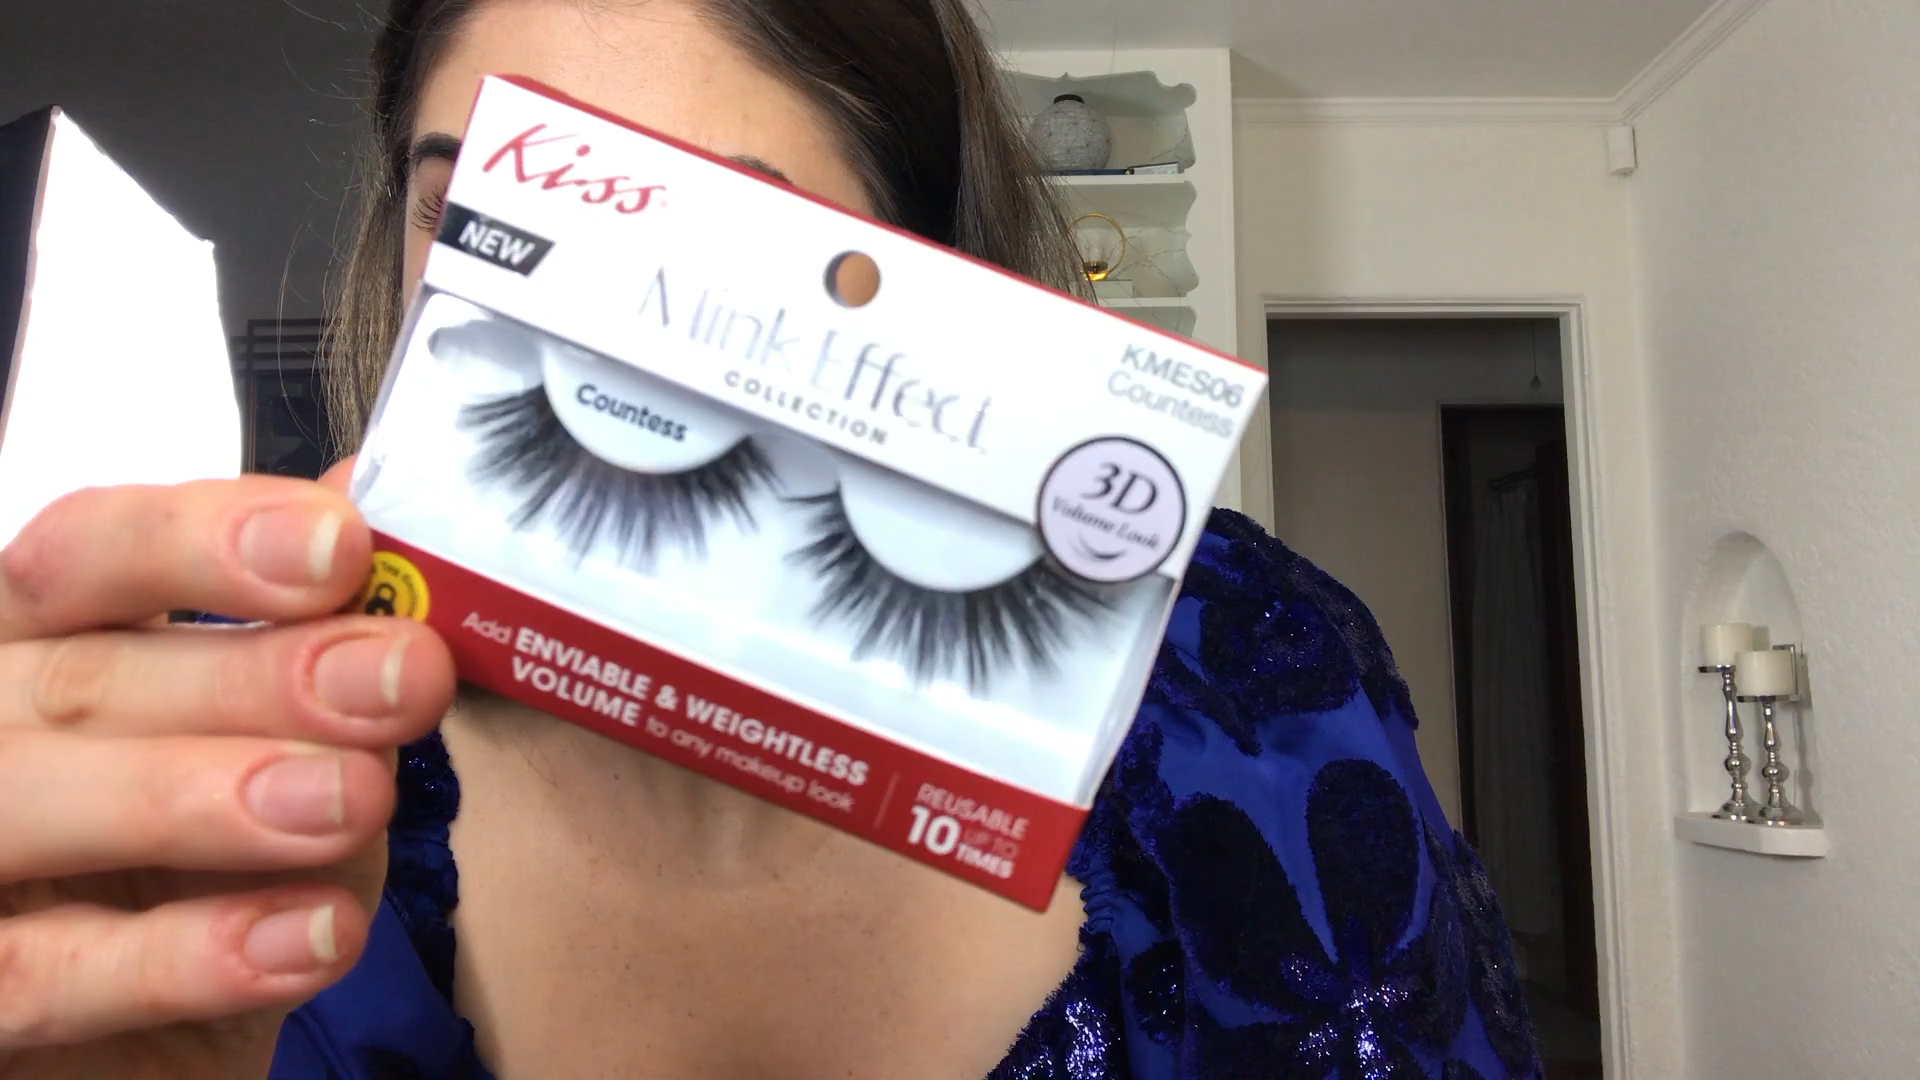 Kiss
NEW
Mink Effect
COLLECTION
KMES06
Countess
Countess
3D
Volume Look
Add ENVIABLE & WEIGHTLESS
VOLUME to any makeup look
REUSABLE
10 UP TO
TIMES